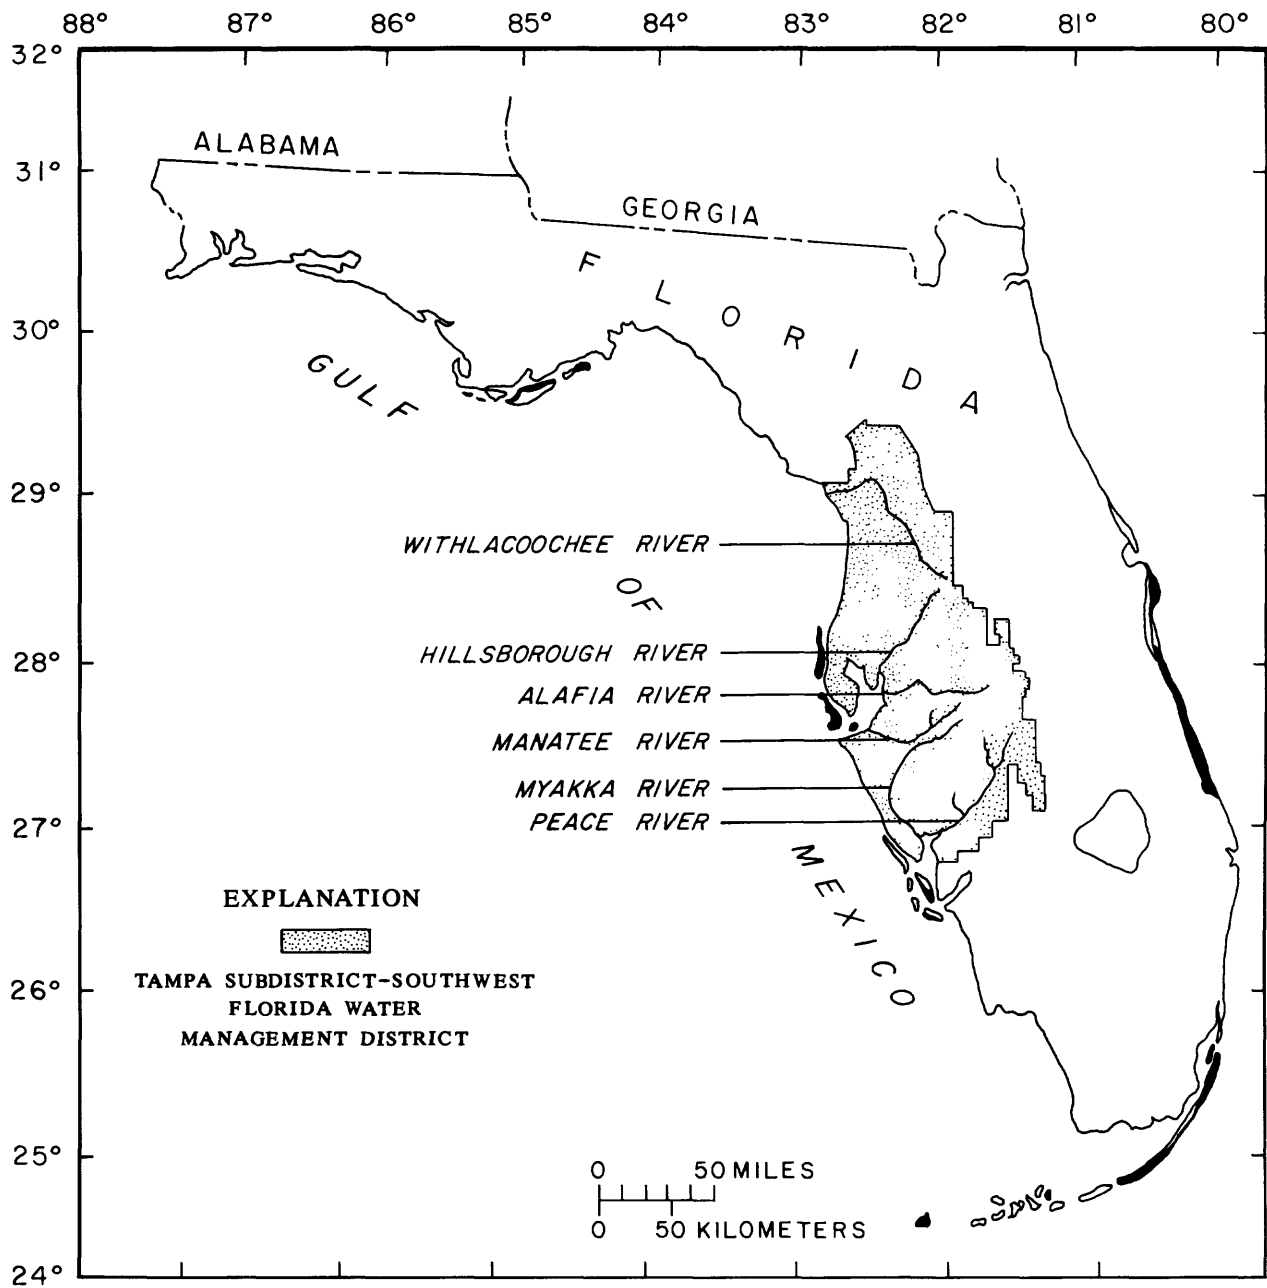 88° 87° 86° 85° 84° 83° 82° 81° 80°
32°
ALABAMA
31°
GEORGIA
FLORIDA
30°
GULF
29°
WITHLACOOCHEE RIVER
OF
HILLSBOROUGH RIVER
28°
ALAFIA RIVER
MANATEE RIVER
MYAKKA RIVER
PEACE RIVER
27°
MEXICO
EXPLANATION
TAMPA SUBDISTRICT-SOUTHWEST
FLORIDA WATER
MANAGEMENT DISTRICT
26°
25°
0 50 MILES
0 50 KILOMETERS
24°